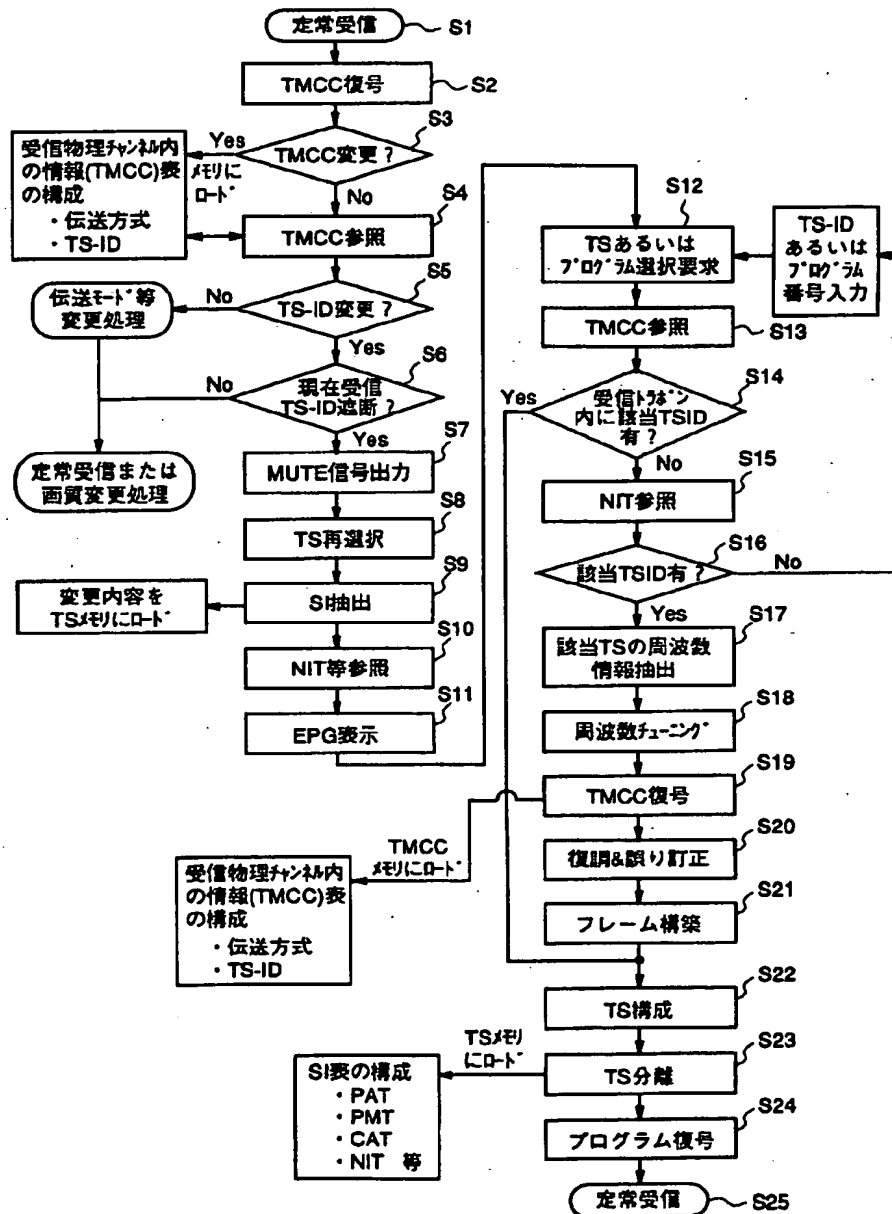 定常受信
S1
TMCC復号
S2
TMCC変更？
S3
Yes
メモリに
ロード
No
受信物理チャンネル内
の情報(TMCC)表
の構成
・伝送方式
・TS-ID
TMCC参照
S4
TS-ID変更？
S5
No
Yes
伝送モード等
変更処理
現在受信
TS-ID遮断？
S6
No
Yes
定常受信または
画質変更処理
MUTE信号出力
S7
TS再選択
S8
SI抽出
S9
変更内容を
TSメモリにロード
NIT等参照
S10
EPG表示
S11
S12
TSあるいは
プログラム選択要求
TS-ID
あるいは
プログラム
番号入力
TMCC参照
S13
受信トラポン
内に該当TSID
有？
S14
Yes
No
NIT参照
S15
該当TSID有？
S16
No
Yes
該当TSの周波数
情報抽出
S17
周波数チューニング
S18
TMCC復号
S19
TMCC
メモリにロード
受信物理チャンネル内
の情報(TMCC)表
の構成
・伝送方式
・TS-ID
復調&誤り訂正
S20
フレーム構築
S21
TS構成
S22
TS分離
S23
TSメモリ
にロード
SI表の構成
・PAT
・PMT
・CAT
・NIT 等
プログラム復号
S24
定常受信
S25